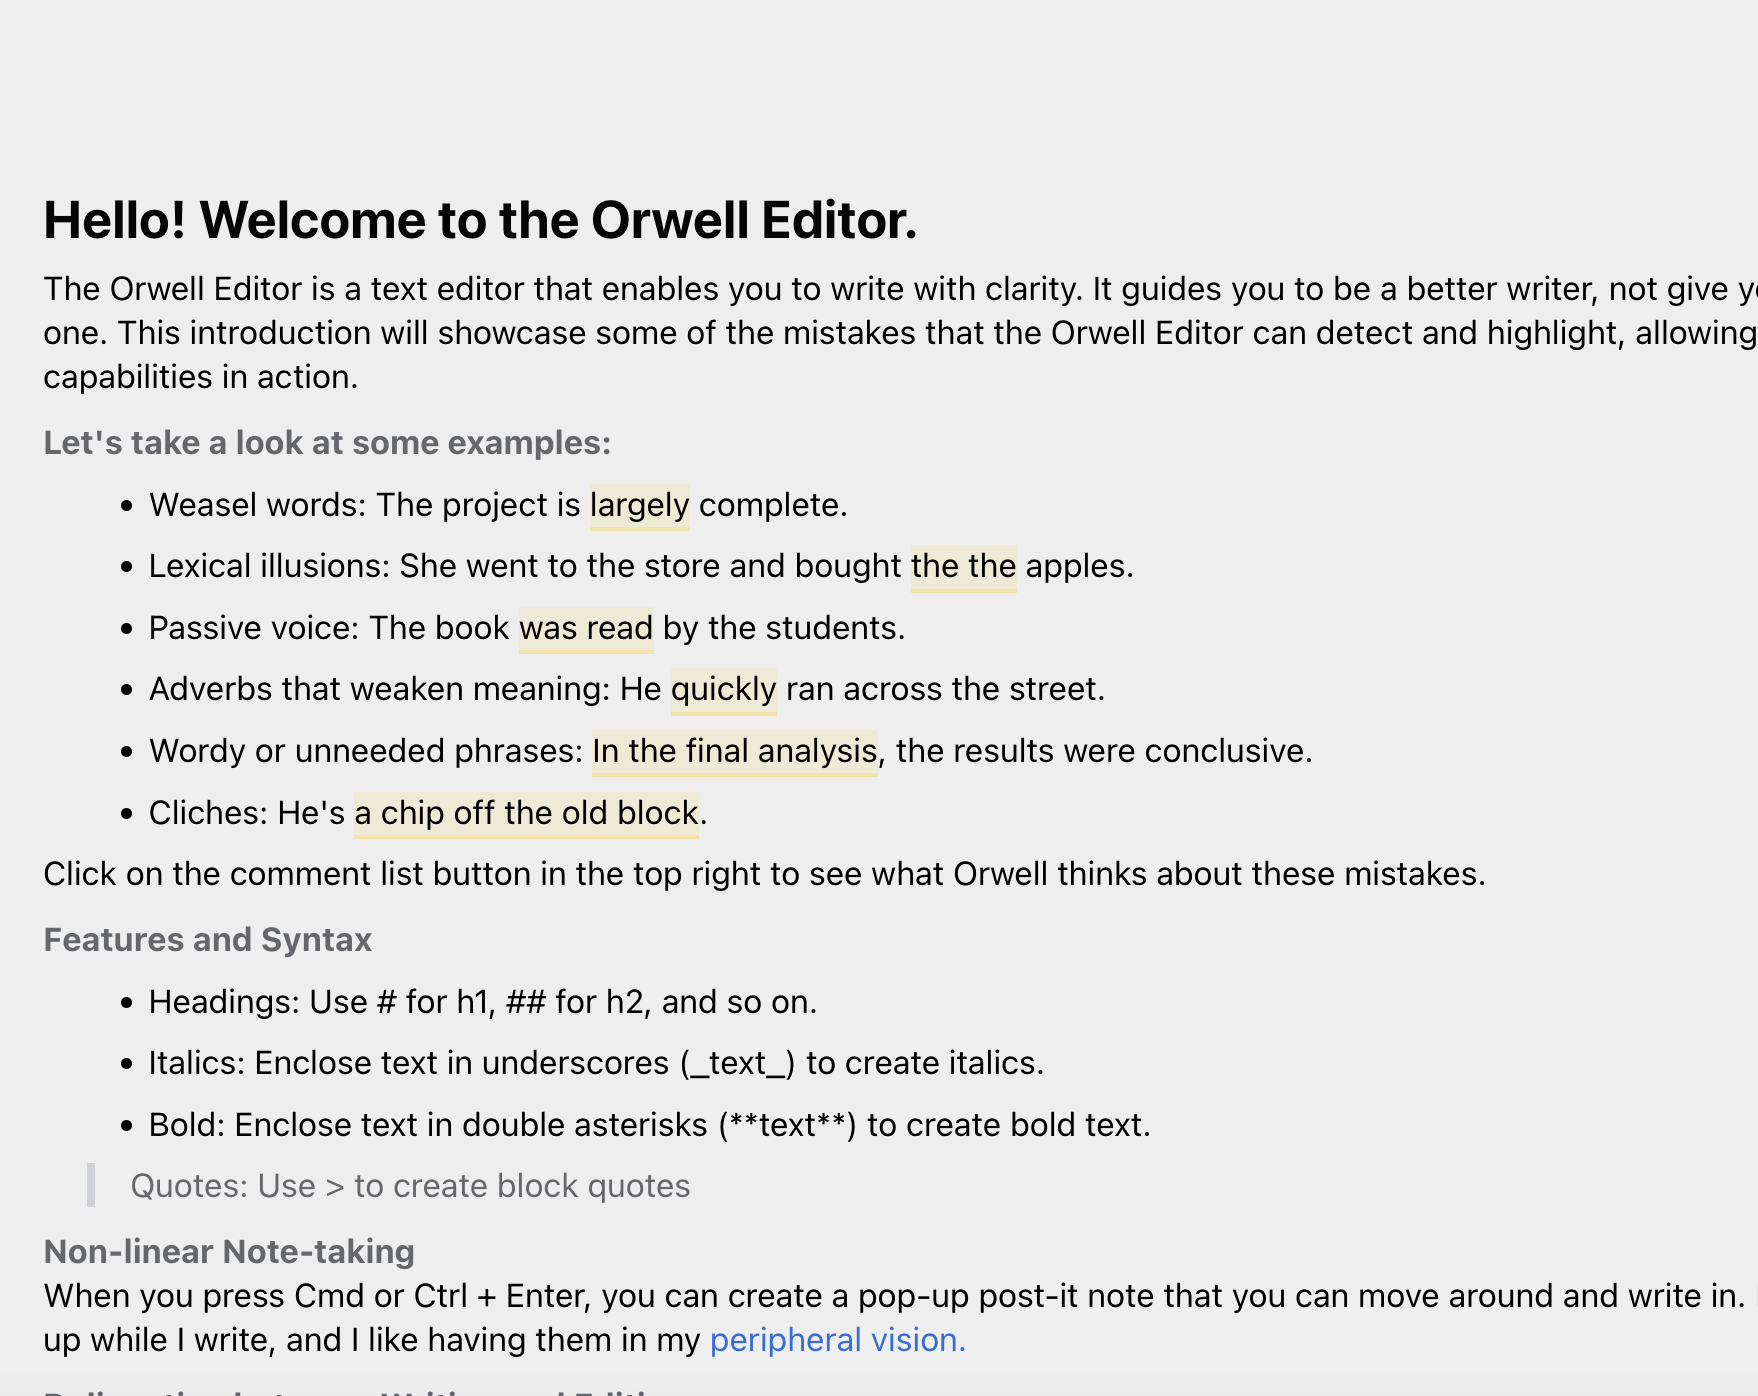 Hello! Welcome to the Orwell Editor.
The Orwell Editor is a text editor that enables you to write with clarity. It guides you to be a better writer, not give
one. This introduction will showcase some of the mistakes that the Orwell Editor can detect and highlight, allowing
capabilities in action.
Let's take a look at some examples:
• Weasel words: The project is largely complete.
• Lexical illusions: She went to the store and bought the the apples.
• Passive voice: The book was read by the students.
• Adverbs that weaken meaning: He quickly ran across the street.
• Wordy or unneeded phrases: In the final analysis, the results were conclusive.
• Cliches: He's a chip off the old block.
Click on the comment list button in the top right to see what Orwell thinks about these mistakes.
Features and Syntax
• Headings: Use # for h1, ## for h2, and so on.
• Italics: Enclose text in underscores (_text_) to create italics.
• Bold: Enclose text in double asterisks (**text**) to create bold text.
Quotes: Use > to create block quotes
Non-linear Note-taking
When you press Cmd or Ctrl + Enter, you can create a pop-up post-it note that you can move around and write in.
up while I write, and I like having them in my peripheral vision.